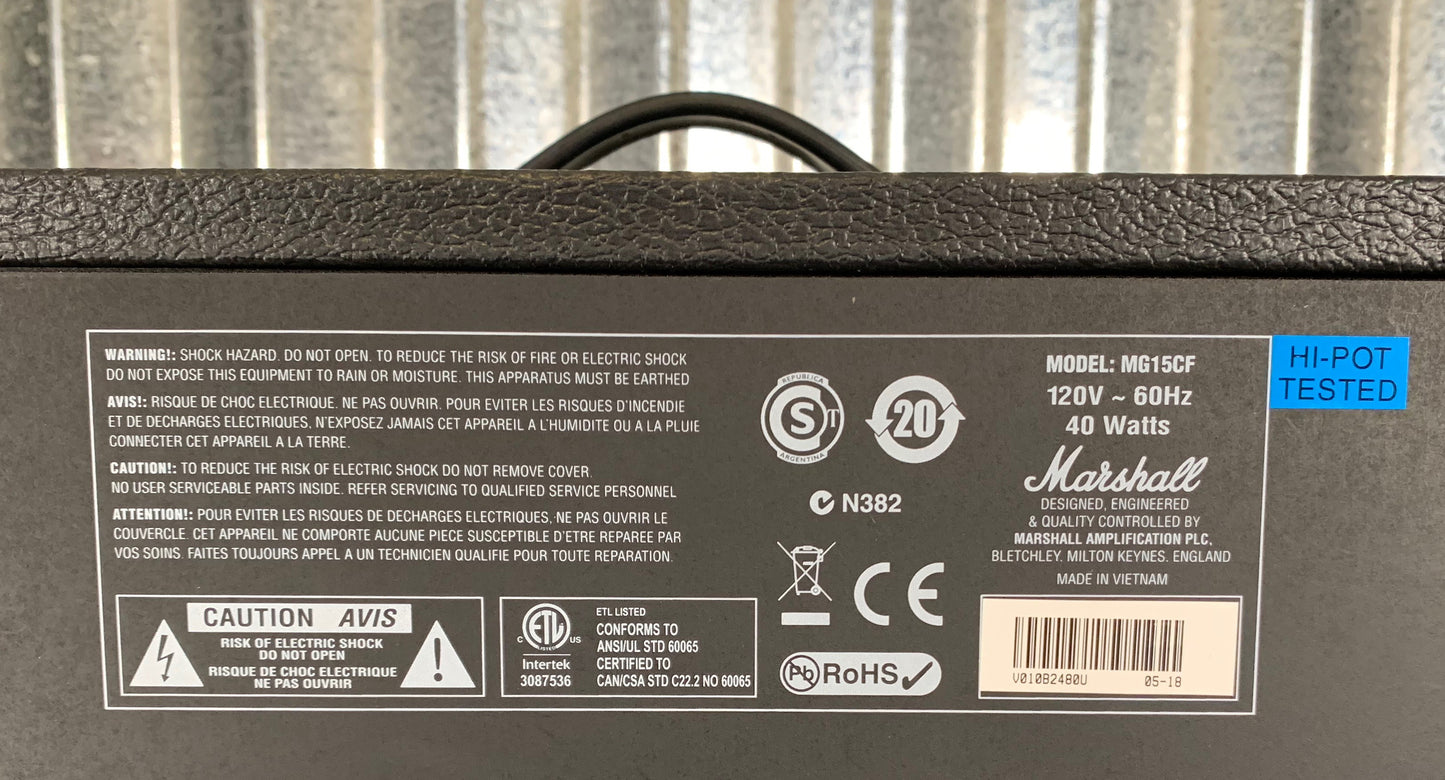 WARNING!: SHOCK HAZARD. DO NOT OPEN. TO REDUCE THE RISK OF FIRE OR ELECTRIC SHOCK
DO NOT EXPOSE THIS EQUIPMENT TO RAIN OR MOISTURE. THIS APPARATUS MUST BE EARTHED
AVIS!: RISQUE DE CHOC ELECTRIQUE. NE PAS OUVRIR. POUR EVITER LES RISQUES D'INCENDIE
ET DE DECHARGES ELECTRIQUES, N'EXPOSEZ JAMAIS CET APPAREIL A L'HUMIDITE OU A LA PLUIE
CONNECTER CET APPAREIL A LA TERRE.
CAUTION!: TO REDUCE THE RISK OF ELECTRIC SHOCK DO NOT REMOVE COVER.
NO USER SERVICEABLE PARTS INSIDE. REFER SERVICING TO QUALIFIED SERVICE PERSONNEL
ATTENTION!: POUR EVITER LES RISQUES DE DECHARGES ELECTRIQUES, NE PAS OUVRIR LE
COUVERCLE. CET APPAREIL NE COMPORTE AUCUNE PIECE SUSCEPTIBLE D'ETRE REPAREE PAR
VOS SOINS. FAITES TOUJOURS APPEL A UN TECHNICIEN QUALIFIE POUR TOUTE REPARATION.
CAUTION AVIS
RISK OF ELECTRIC SHOCK
DO NOT OPEN
RISQUE DE CHOC ELECTRIQUE
NE PAS OUVRIR
C ETL US
LISTED
Intertek
3087536
ETL LISTED
CONFORMS TO
ANSI/UL STD 60065
CERTIFIED TO
CAN/CSA STD C22.2 NO 60065
REPUBLICA
S T
ARGENTINA
20
N382
CE
Pb RoHS
MODEL: MG15CF
120V ~ 60Hz
40 Watts
Marshall
DESIGNED, ENGINEERED
& QUALITY CONTROLLED BY
MARSHALL AMPLIFICATION PLC,
BLETCHLEY. MILTON KEYNES. ENGLAND
MADE IN VIETNAM
V010B2480U 05-18
HI-POT
TESTED